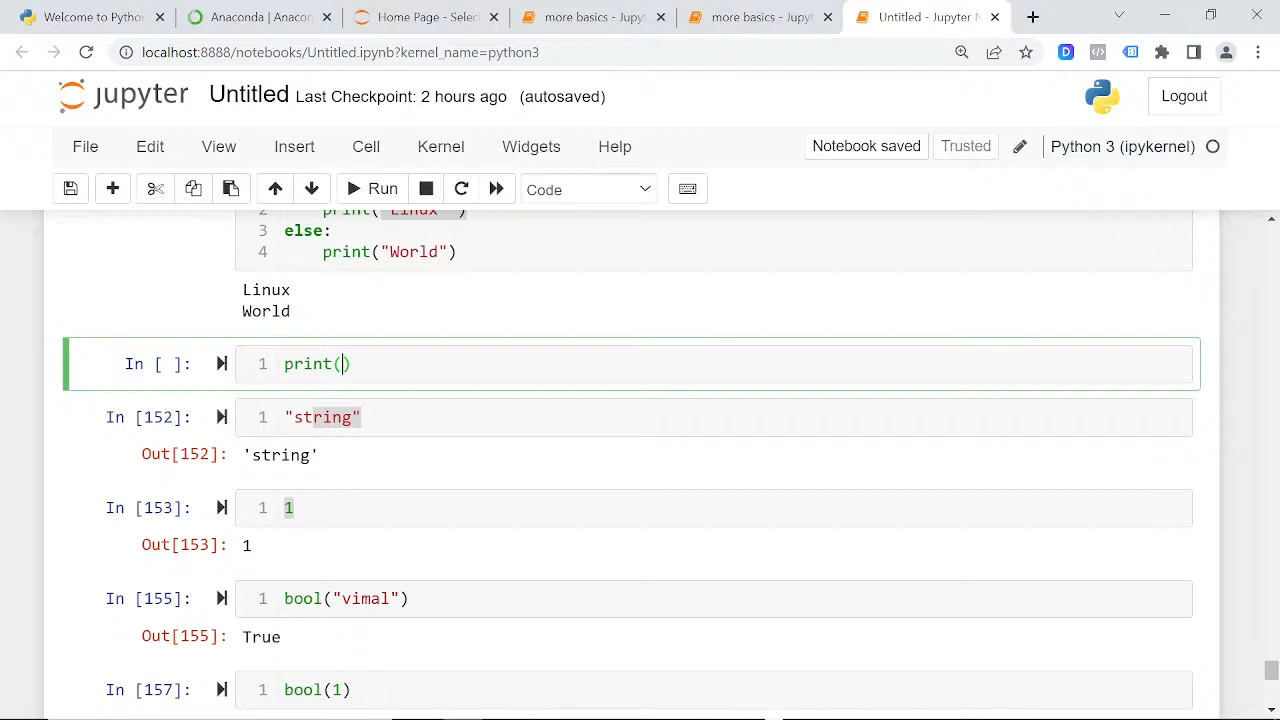 Welcome to Pytho
Anaconda | Anacon
Home Page - Select
more basics - Jupyt
more basics - Jupyt
Untitled - Jupyter N
localhost:8888/notebooks/Untitled.ipynb?kernel_name=python3
jupyter Untitled Last Checkpoint: 2 hours ago (autosaved)
Logout
File Edit View Insert Cell Kernel Widgets Help
Notebook saved Trusted Python 3 (ipykernel)
Run Code
2 print("Linux")
3 else:
4 print("World")
Linux
World
In [ ]: 1 print()
In [152]: 1 "string"
Out[152]: 'string'
In [153]: 1 1
Out[153]: 1
In [155]: 1 bool("vimal")
Out[155]: True
In [157]: 1 bool(1)